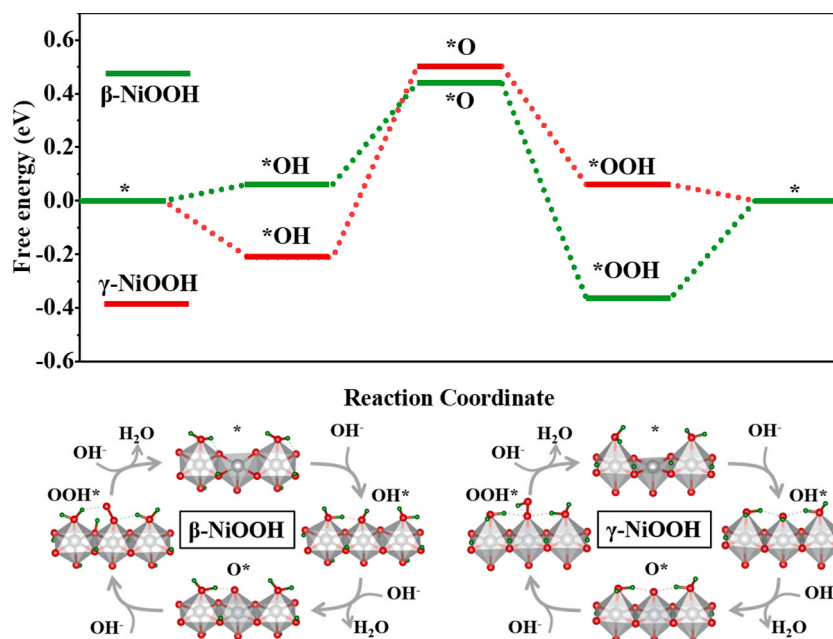 Free energy (eV)
0.6
0.4
0.2
0.0
-0.2
-0.4
-0.6
β-NiOOH
γ-NiOOH
*
*OH
*OH
*O
*O
*OOH
*OOH
*
Reaction Coordinate
*
OH⁻
H₂O
OH⁻
OOH*
β-NiOOH
OH*
O*
OH⁻
OH⁻
H₂O
*
OH⁻
H₂O
OH⁻
OOH*
γ-NiOOH
OH*
O*
OH⁻
OH⁻
H₂O